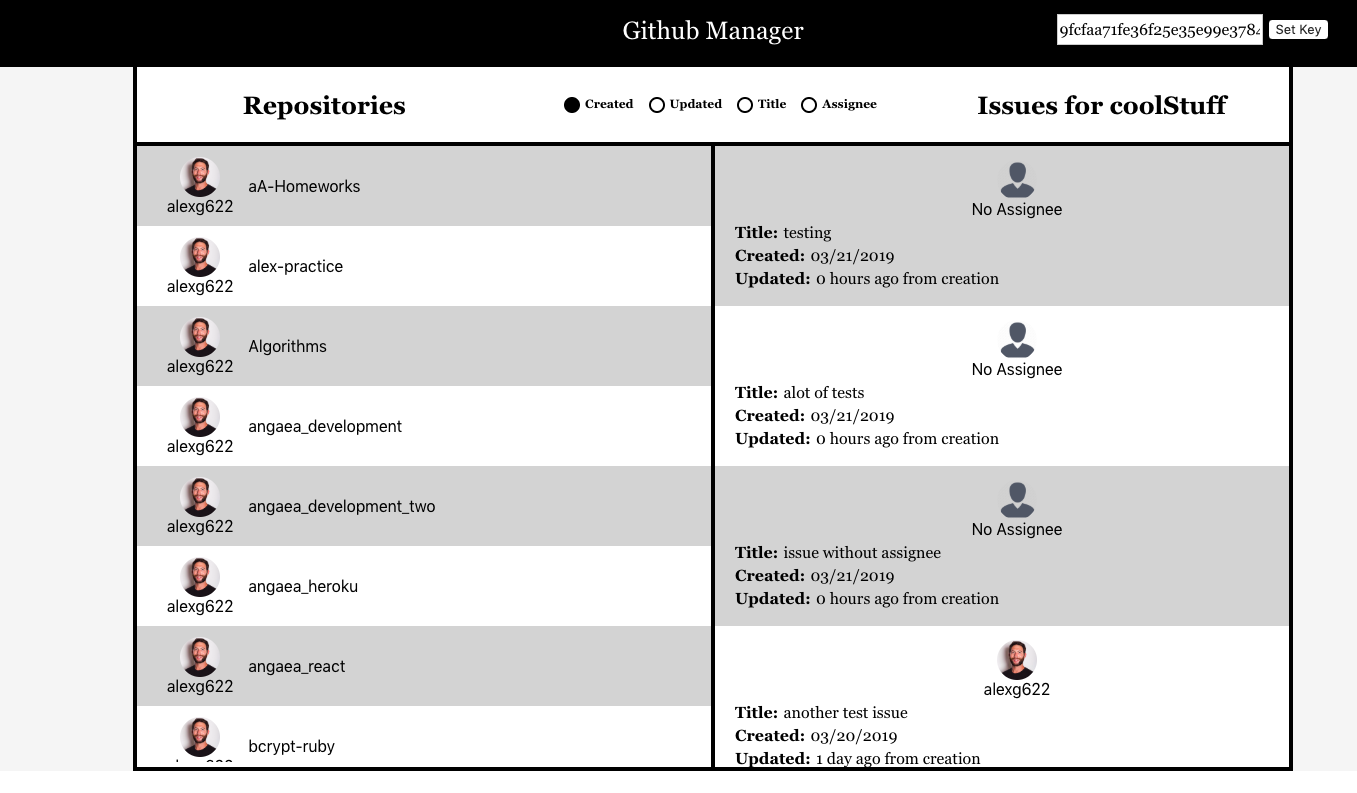 Github Manager
9fcfaa71fe36f25e35e99e3784
Set Key
Repositories
Created
Updated
Title
Assignee
Issues for coolStuff
alexg622
aA-Homeworks
alexg622
alex-practice
alexg622
Algorithms
alexg622
angaea_development
alexg622
angaea_development_two
alexg622
angaea_heroku
alexg622
angaea_react
bcrypt-ruby
No Assignee
Title: testing
Created: 03/21/2019
Updated: 0 hours ago from creation
No Assignee
Title: alot of tests
Created: 03/21/2019
Updated: 0 hours ago from creation
No Assignee
Title: issue without assignee
Created: 03/21/2019
Updated: 0 hours ago from creation
alexg622
Title: another test issue
Created: 03/20/2019
Updated: 1 day ago from creation